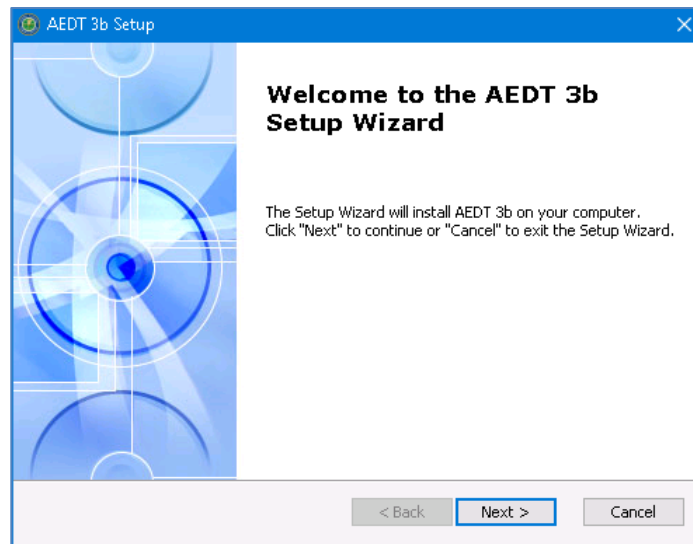 AEDT 3b Setup
Welcome to the AEDT 3b
Setup Wizard
The Setup Wizard will install AEDT 3b on your computer.
Click "Next" to continue or "Cancel" to exit the Setup Wizard.
< Back
Next >
Cancel